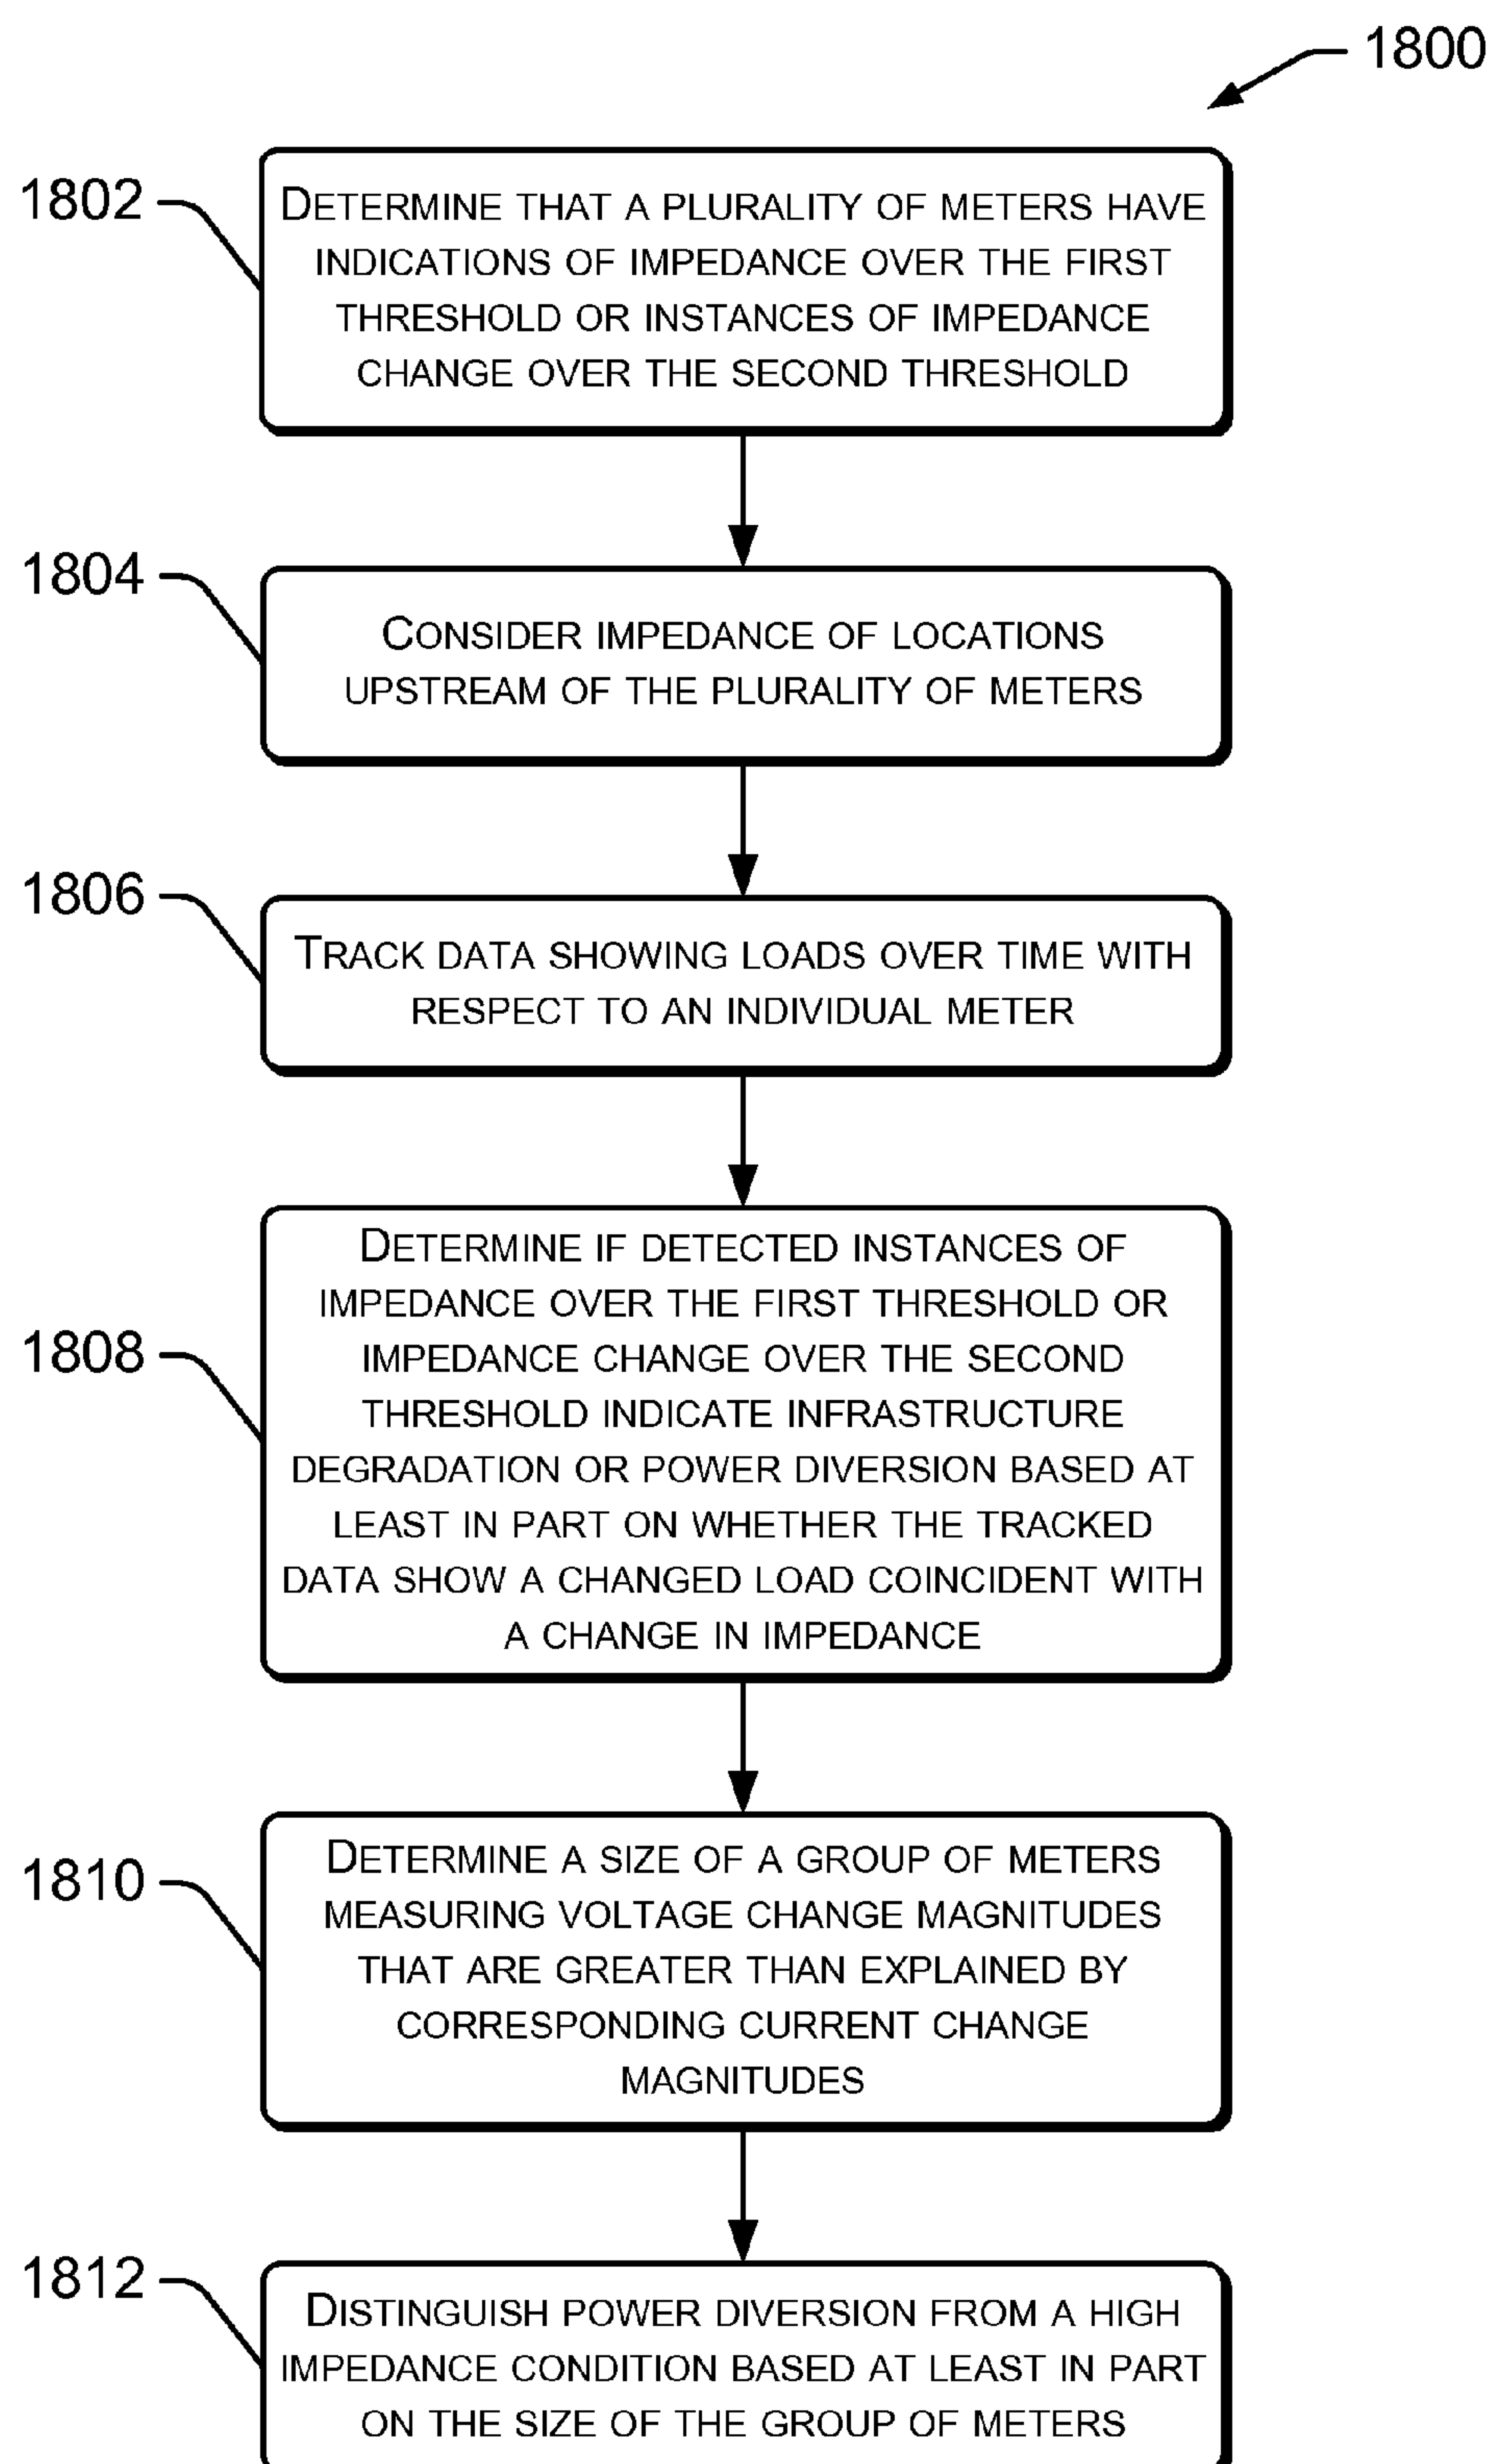 1800
1802
DETERMINE THAT A PLURALITY OF METERS HAVE
INDICATIONS OF IMPEDANCE OVER THE FIRST
THRESHOLD OR INSTANCES OF IMPEDANCE
CHANGE OVER THE SECOND THRESHOLD
1804
CONSIDER IMPEDANCE OF LOCATIONS
UPSTREAM OF THE PLURALITY OF METERS
1806
TRACK DATA SHOWING LOADS OVER TIME WITH
RESPECT TO AN INDIVIDUAL METER
1808
DETERMINE IF DETECTED INSTANCES OF
IMPEDANCE OVER THE FIRST THRESHOLD OR
IMPEDANCE CHANGE OVER THE SECOND
THRESHOLD INDICATE INFRASTRUCTURE
DEGRADATION OR POWER DIVERSION BASED AT
LEAST IN PART ON WHETHER THE TRACKED
DATA SHOW A CHANGED LOAD COINCIDENT WITH
A CHANGE IN IMPEDANCE
1810
DETERMINE A SIZE OF A GROUP OF METERS
MEASURING VOLTAGE CHANGE MAGNITUDES
THAT ARE GREATER THAN EXPLAINED BY
CORRESPONDING CURRENT CHANGE
MAGNITUDES
1812
DISTINGUISH POWER DIVERSION FROM A HIGH
IMPEDANCE CONDITION BASED AT LEAST IN PART
ON THE SIZE OF THE GROUP OF METERS